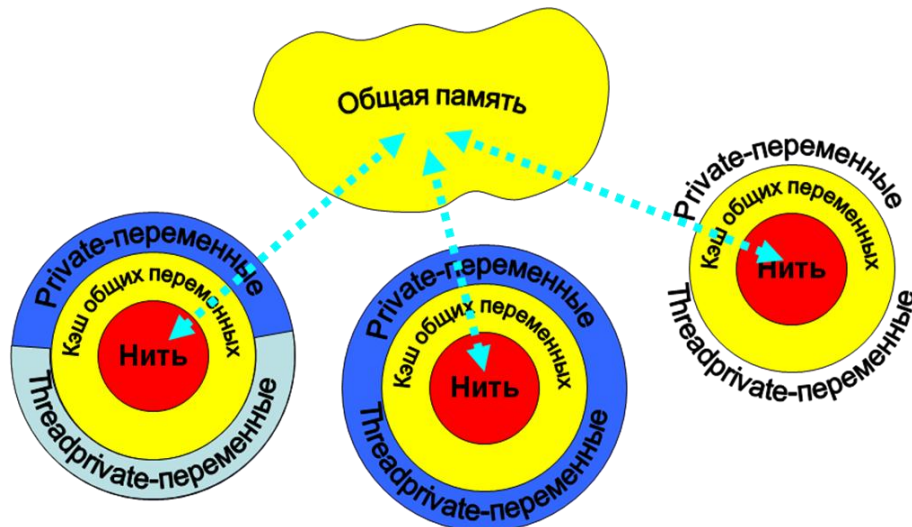 Общая память
Private-переменные
Кэш общих переменных
Нить
Threadprivate-переменные
Private-переменные
Кэш общих переменных
Нить
Threadprivate-переменные
Private-переменные
Кэш общих переменных
Нить
Threadprivate-переменные